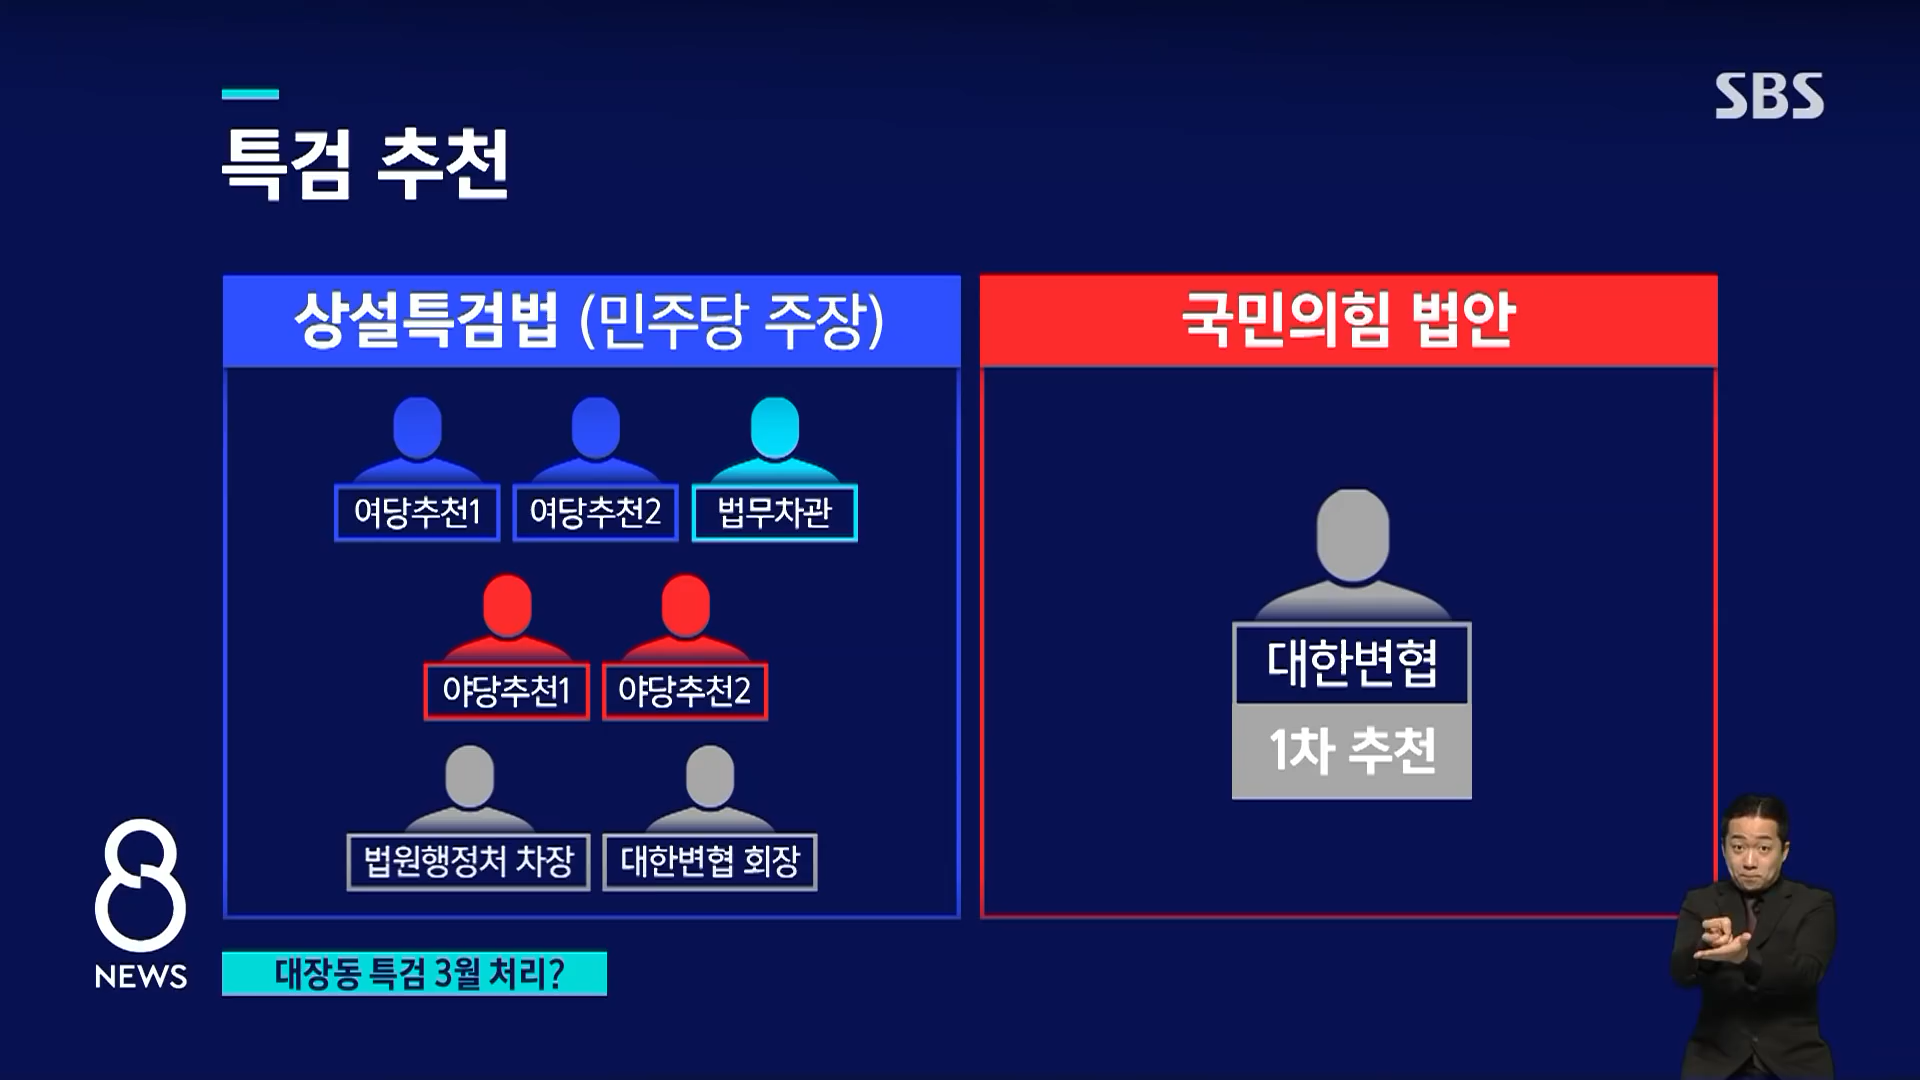 SBS
특검 추천
상설특검법 (민주당 주장)
여당추천1 여당추천2 법무차관
야당추천1 야당추천2
법원행정처 차장 대한변협 회장
국민의힘 법안
대한변협
1차 추천
8
NEWS
대장동 특검 3월 처리?